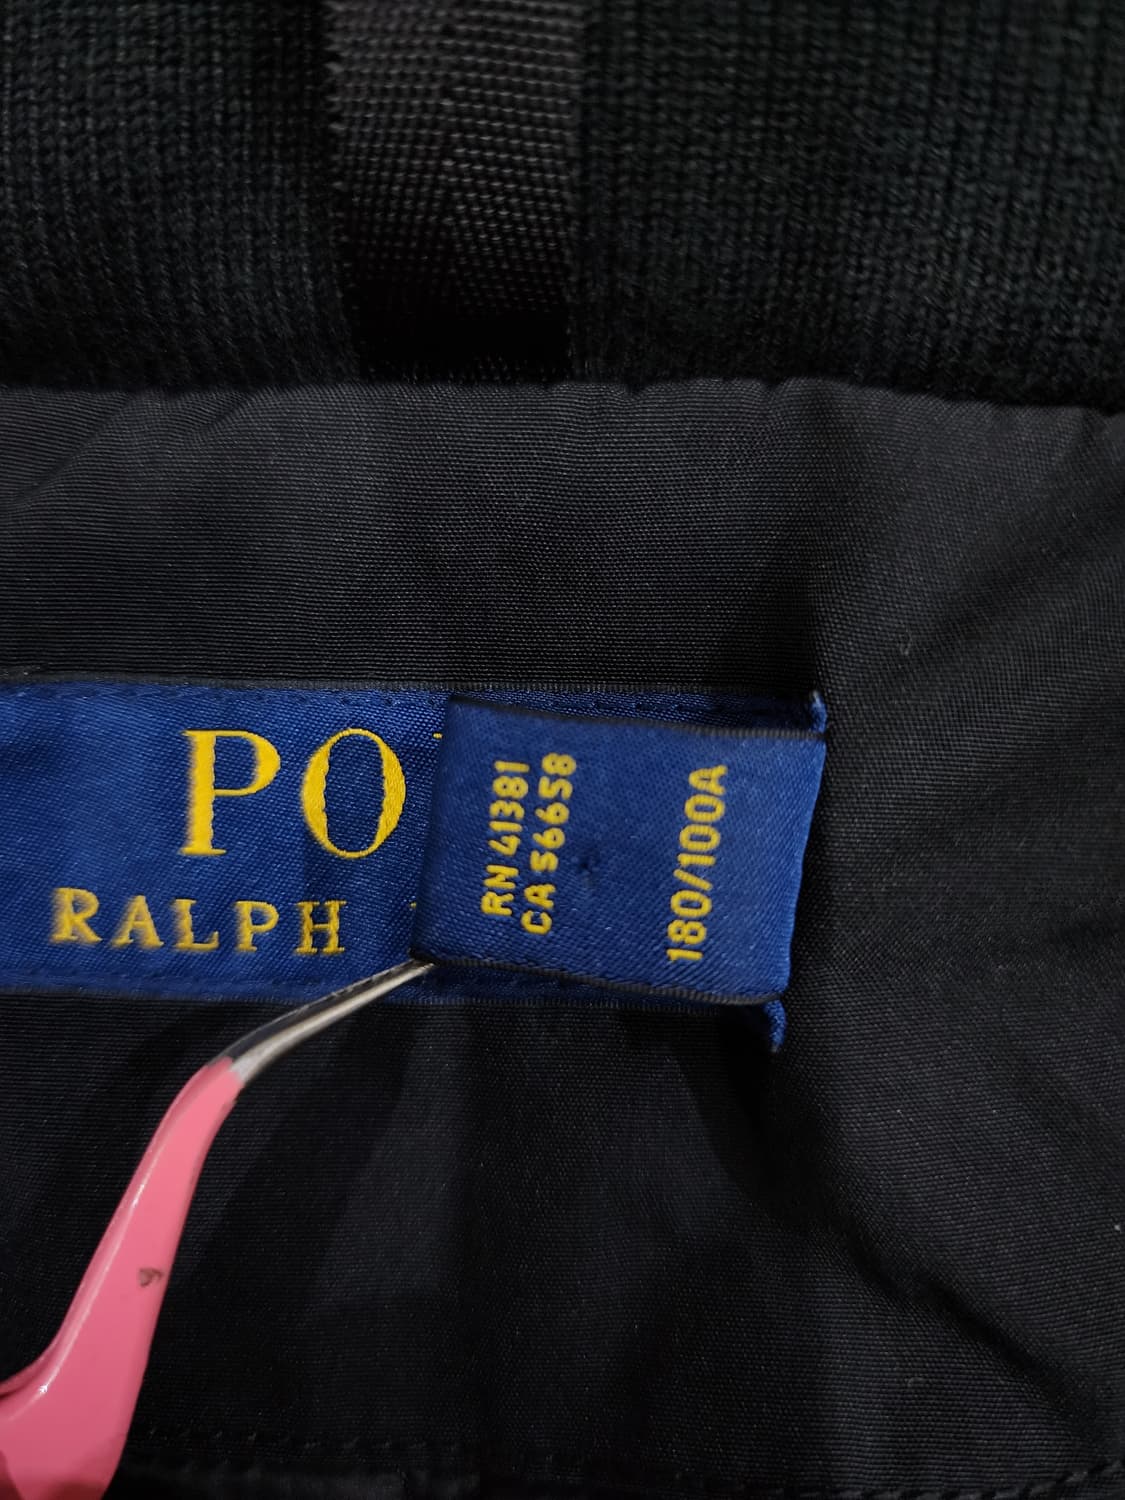 PO
RALPH
RN 41381
CA 56658
180/100A